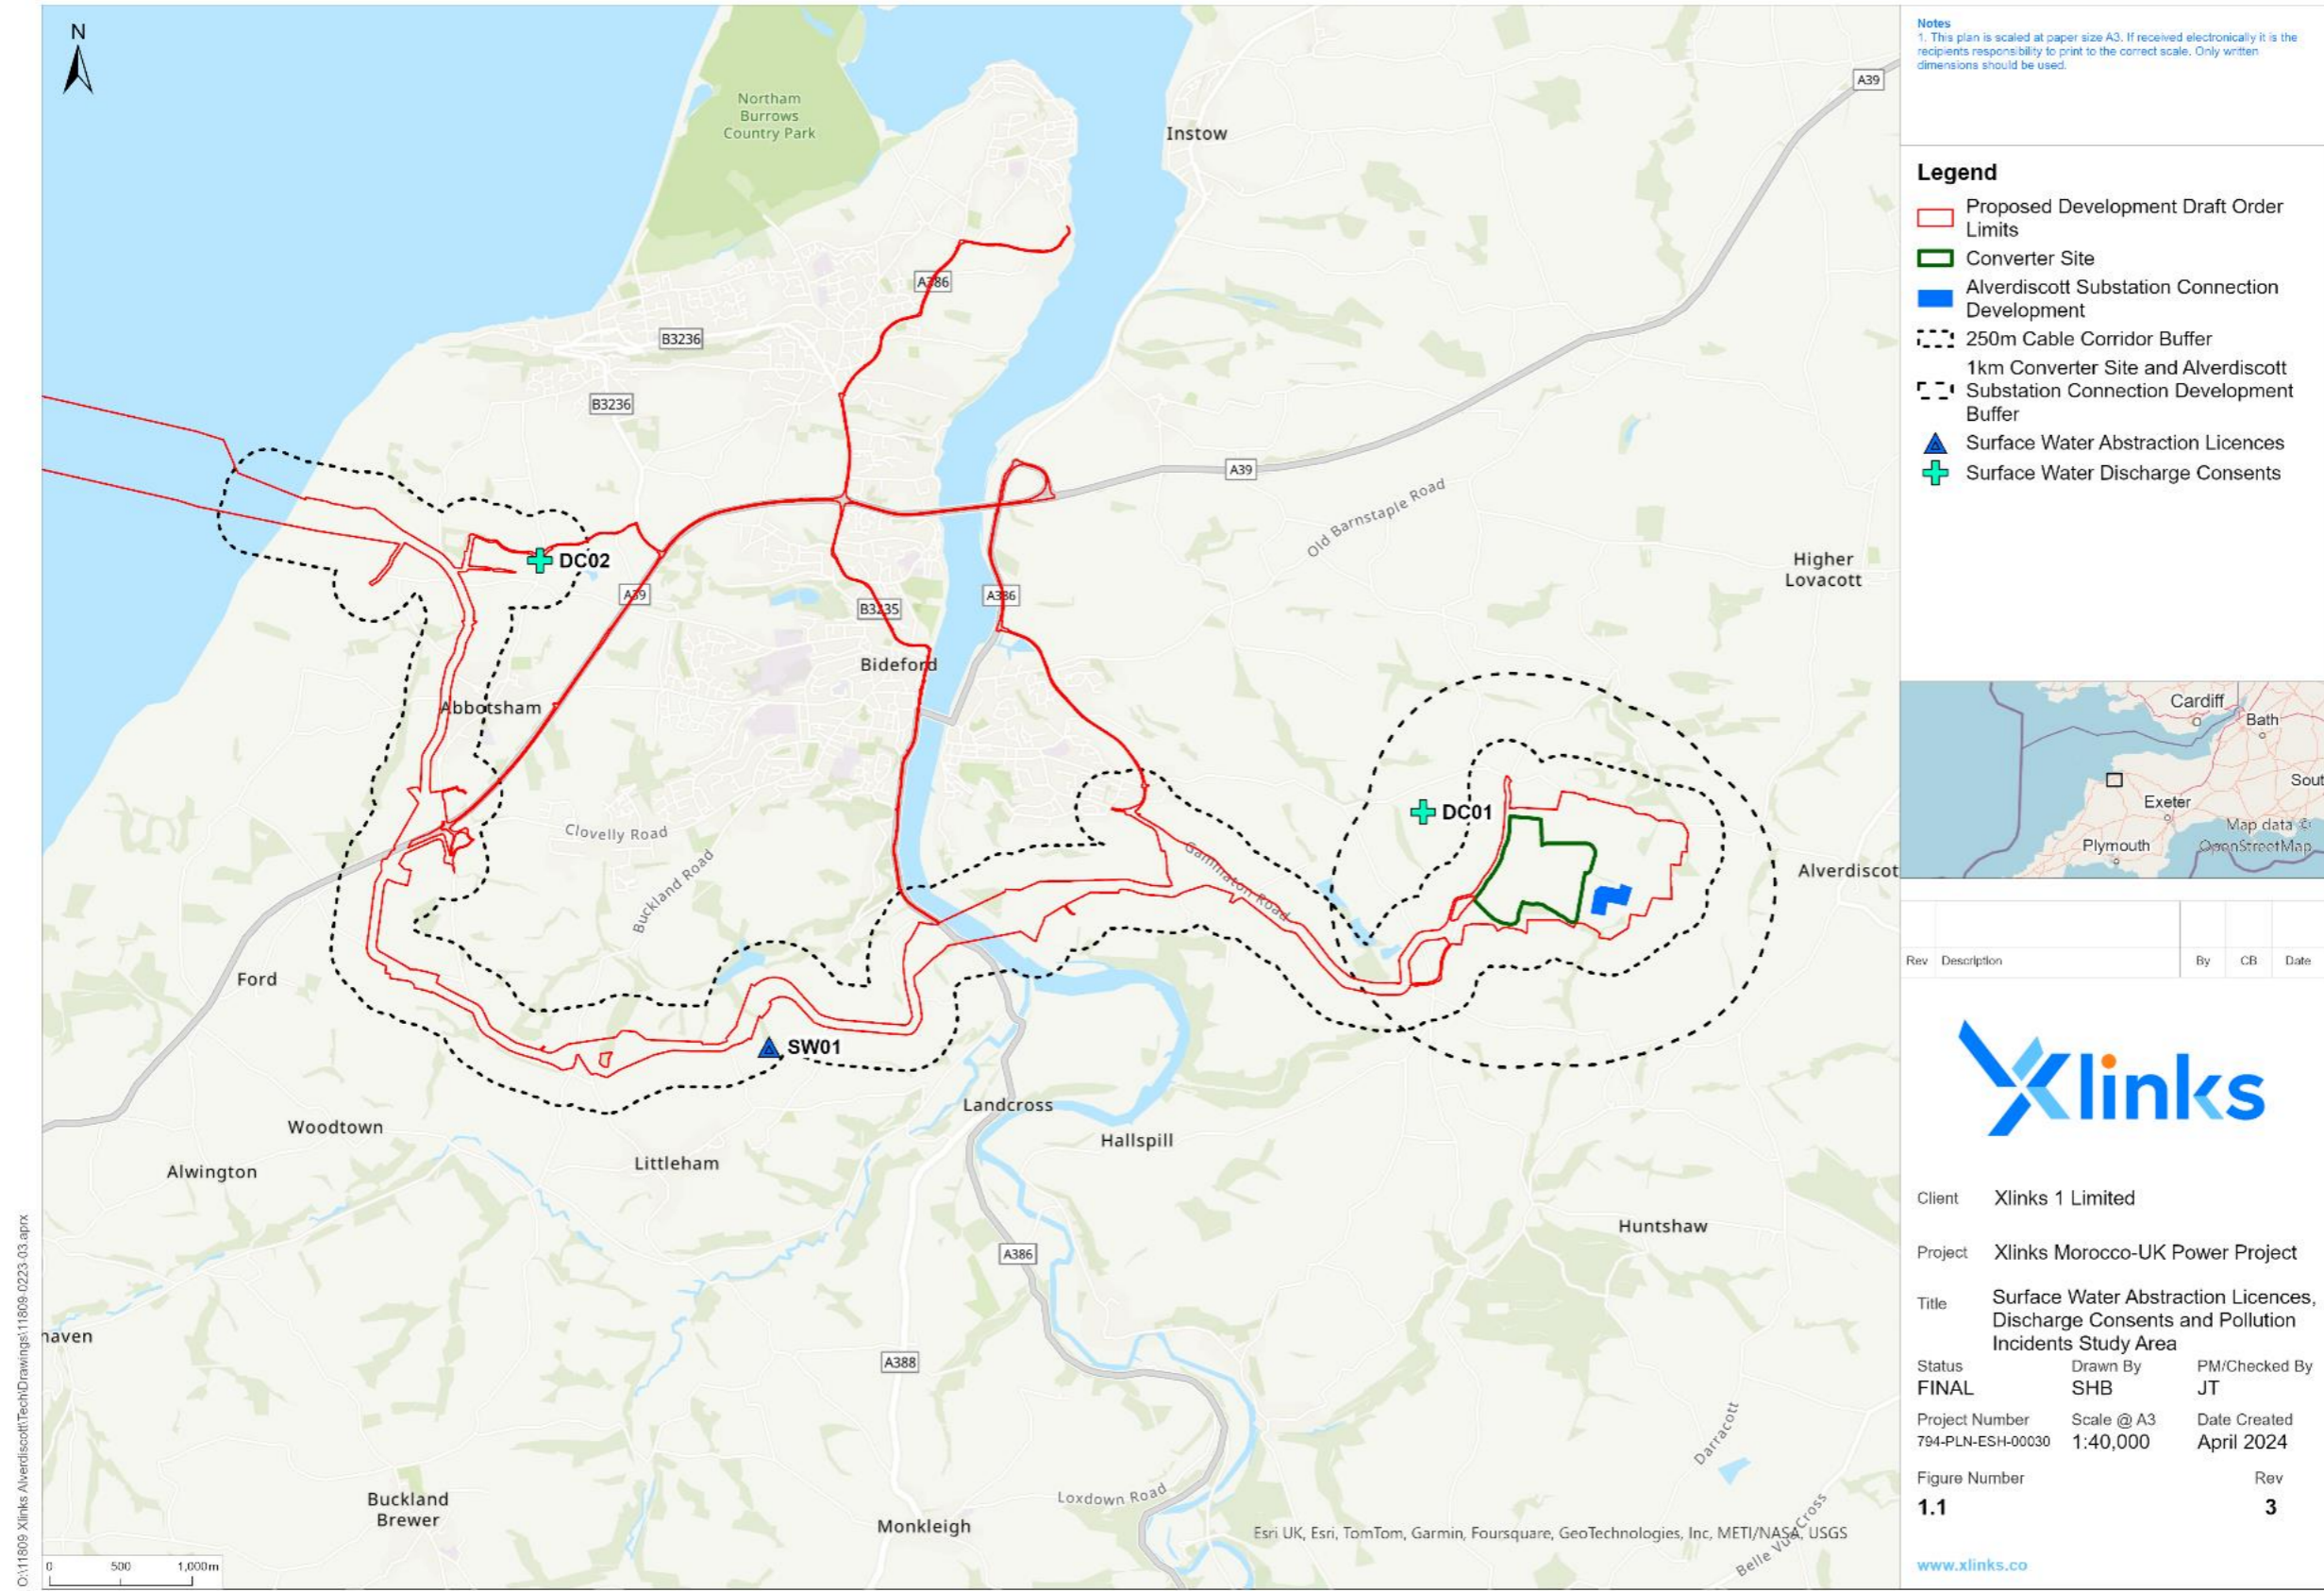 N
Northam
Burrows
Country Park
Instow
A39
A386
B3236
B3236
A39
Old Barnstaple Road
Higher
Lovacott
DC02
A39
B3235
A386
Bideford
Abbotsham
DC01
Clovelly Road
Buckland Road
Gammaton Road
Alverdiscot
Ford
SW01
Landcross
Woodtown
Hallspill
Alwington
Littleham
Huntshaw
A386
haven
A388
Darracott
Buckland
Brewer
Loxdown Road
Monkleigh
Esri UK, Esri, TomTom, Garmin, Foursquare, GeoTechnologies, Inc, METI/NASA, USGS
Belle Vue Cross
0 500 1,000m
O:\11809 Xlinks Alverdiscott\Tech\Drawings\11809-0223-03.aprx
Notes
1. This plan is scaled at paper size A3. If received electronically it is the
recipients responsibility to print to the correct scale. Only written
dimensions should be used.
Legend
Proposed Development Draft Order
Limits
Converter Site
Alverdiscott Substation Connection
Development
250m Cable Corridor Buffer
1km Converter Site and Alverdiscott
Substation Connection Development
Buffer
Surface Water Abstraction Licences
Surface Water Discharge Consents
Cardiff
Bath
Sout
Exeter
Map data ©
Plymouth
OpenStreetMap
Rev Description By CB Date
Xlinks
Client Xlinks 1 Limited
Project Xlinks Morocco-UK Power Project
Title Surface Water Abstraction Licences,
Discharge Consents and Pollution
Incidents Study Area
Status Drawn By PM/Checked By
FINAL SHB JT
Project Number Scale @ A3 Date Created
794-PLN-ESH-00030 1:40,000 April 2024
Figure Number Rev
1.1 3
www.xlinks.co